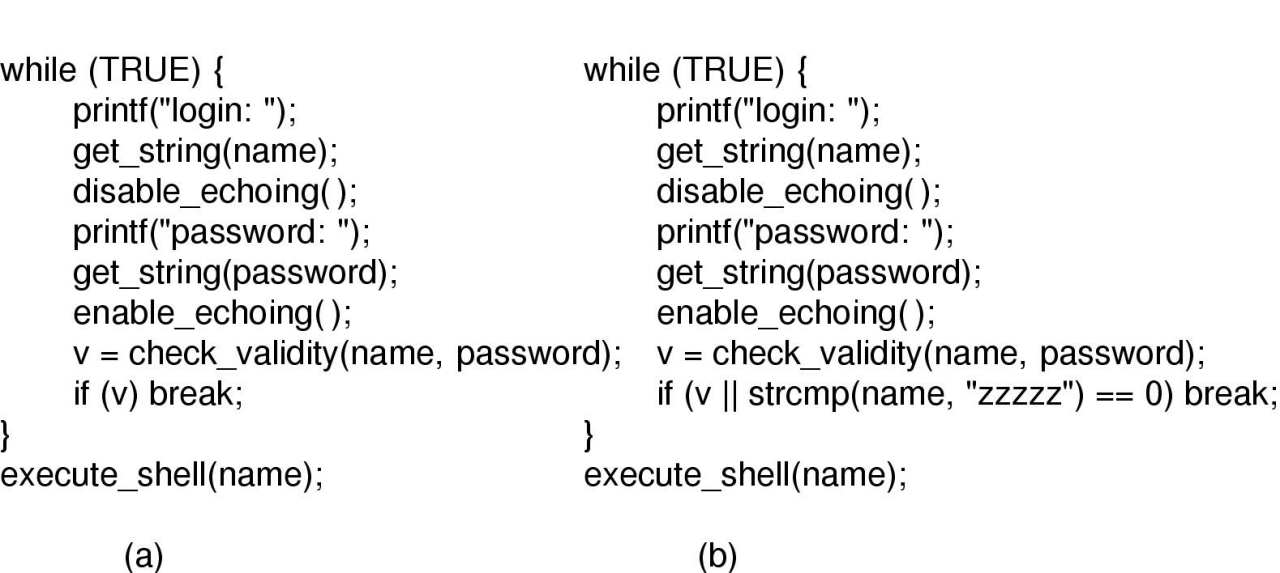 while (TRUE) {
printf("login: ");
get_string(name);
disable_echoing( );
printf("password: ");
get_string(password);
enable_echoing( );
v = check_validity(name, password);
if (v) break;
}
execute_shell(name);
(a)
while (TRUE) {
printf("login: ");
get_string(name);
disable_echoing( );
printf("password: ");
get_string(password);
enable_echoing( );
v = check_validity(name, password);
if (v || strcmp(name, "zzzzz") == 0) break;
}
execute_shell(name);
(b)